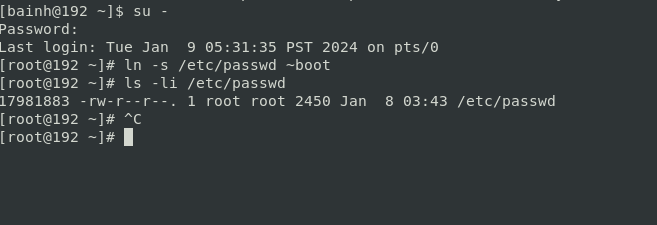 [bainh@192 ~]$ su -
Password:
Last login: Tue Jan  9 05:31:35 PST 2024 on pts/0
[root@192 ~]# ln -s /etc/passwd ~boot
[root@192 ~]# ls -li /etc/passwd
17981883 -rw-r--r--. 1 root root 2450 Jan  8 03:43 /etc/passwd
[root@192 ~]# ^C
[root@192 ~]#